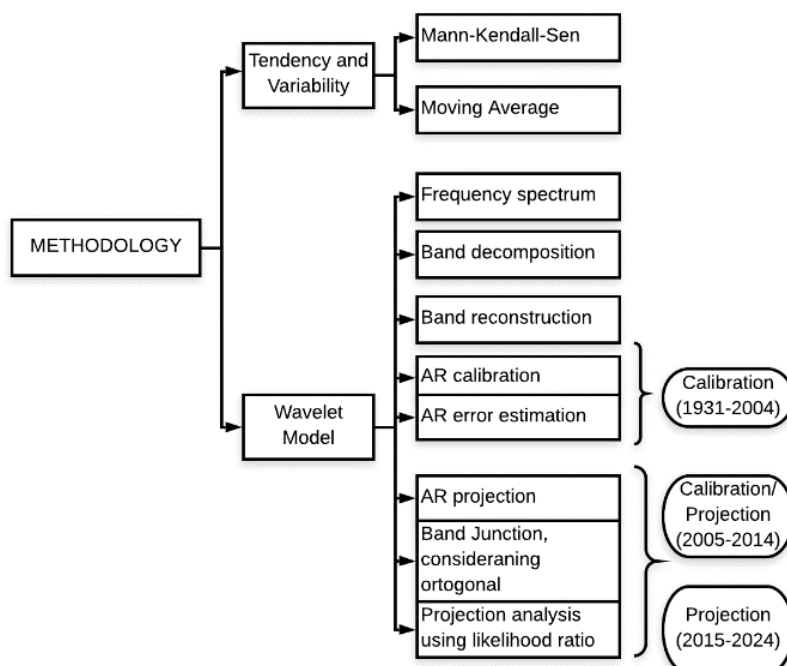 Tendency and
Variability
Mann-Kendall-Sen
Moving Average
METHODOLOGY
Wavelet
Model
Frequency spectrum
Band decomposition
Band reconstruction
AR calibration
AR error estimation
Calibration
(1931-2004)
AR projection
Band Junction,
consideraning
ortogonal
Projection analysis
using likelihood ratio
Calibration/
Projection
(2005-2014)
Projection
(2015-2024)